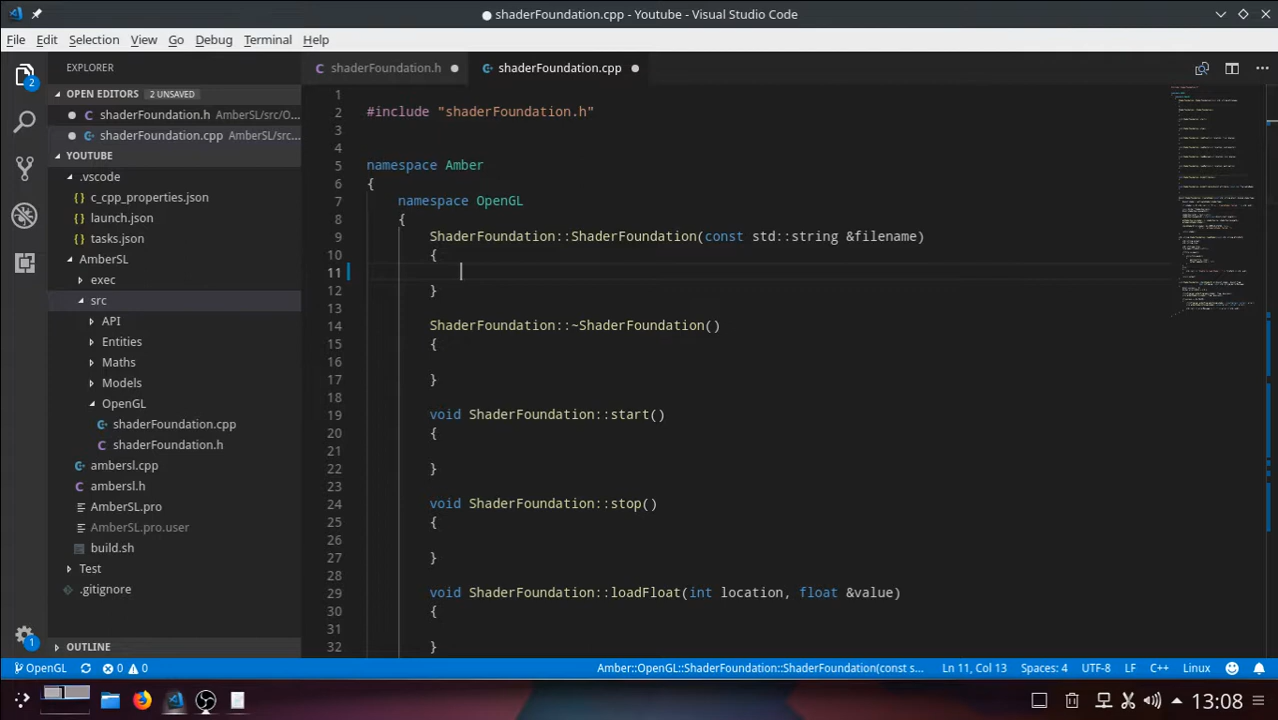 shaderFoundation.cpp - Youtube - Visual Studio Code
File Edit Selection View Go Debug Terminal Help
EXPLORER
shaderFoundation.h
shaderFoundation.cpp
OPEN EDITORS 2 UNSAVED
shaderFoundation.h AmberSL/src/O...
shaderFoundation.cpp AmberSL/src...
YOUTUBE
.vscode
c_cpp_properties.json
launch.json
tasks.json
AmberSL
exec
src
API
Entities
Maths
Models
OpenGL
shaderFoundation.cpp
shaderFoundation.h
ambersl.cpp
ambersl.h
AmberSL.pro
AmberSL.pro.user
build.sh
Test
.gitignore
OUTLINE
2
1
1
2 #include "shaderFoundation.h"
3
4
5 namespace Amber
6 {
7 namespace OpenGL
8 {
9 ShaderFoundation::ShaderFoundation(const std::string &filename)
10 {
11
12 }
13
14 ShaderFoundation::~ShaderFoundation()
15 {
16
17 }
18
19 void ShaderFoundation::start()
20 {
21
22 }
23
24 void ShaderFoundation::stop()
25 {
26
27 }
28
29 void ShaderFoundation::loadFloat(int location, float &value)
30 {
31
32 }
OpenGL 0 0 Amber::OpenGL::ShaderFoundation::ShaderFoundation(const s... Ln 11, Col 13 Spaces: 4 UTF-8 LF C++ Linux
13:08